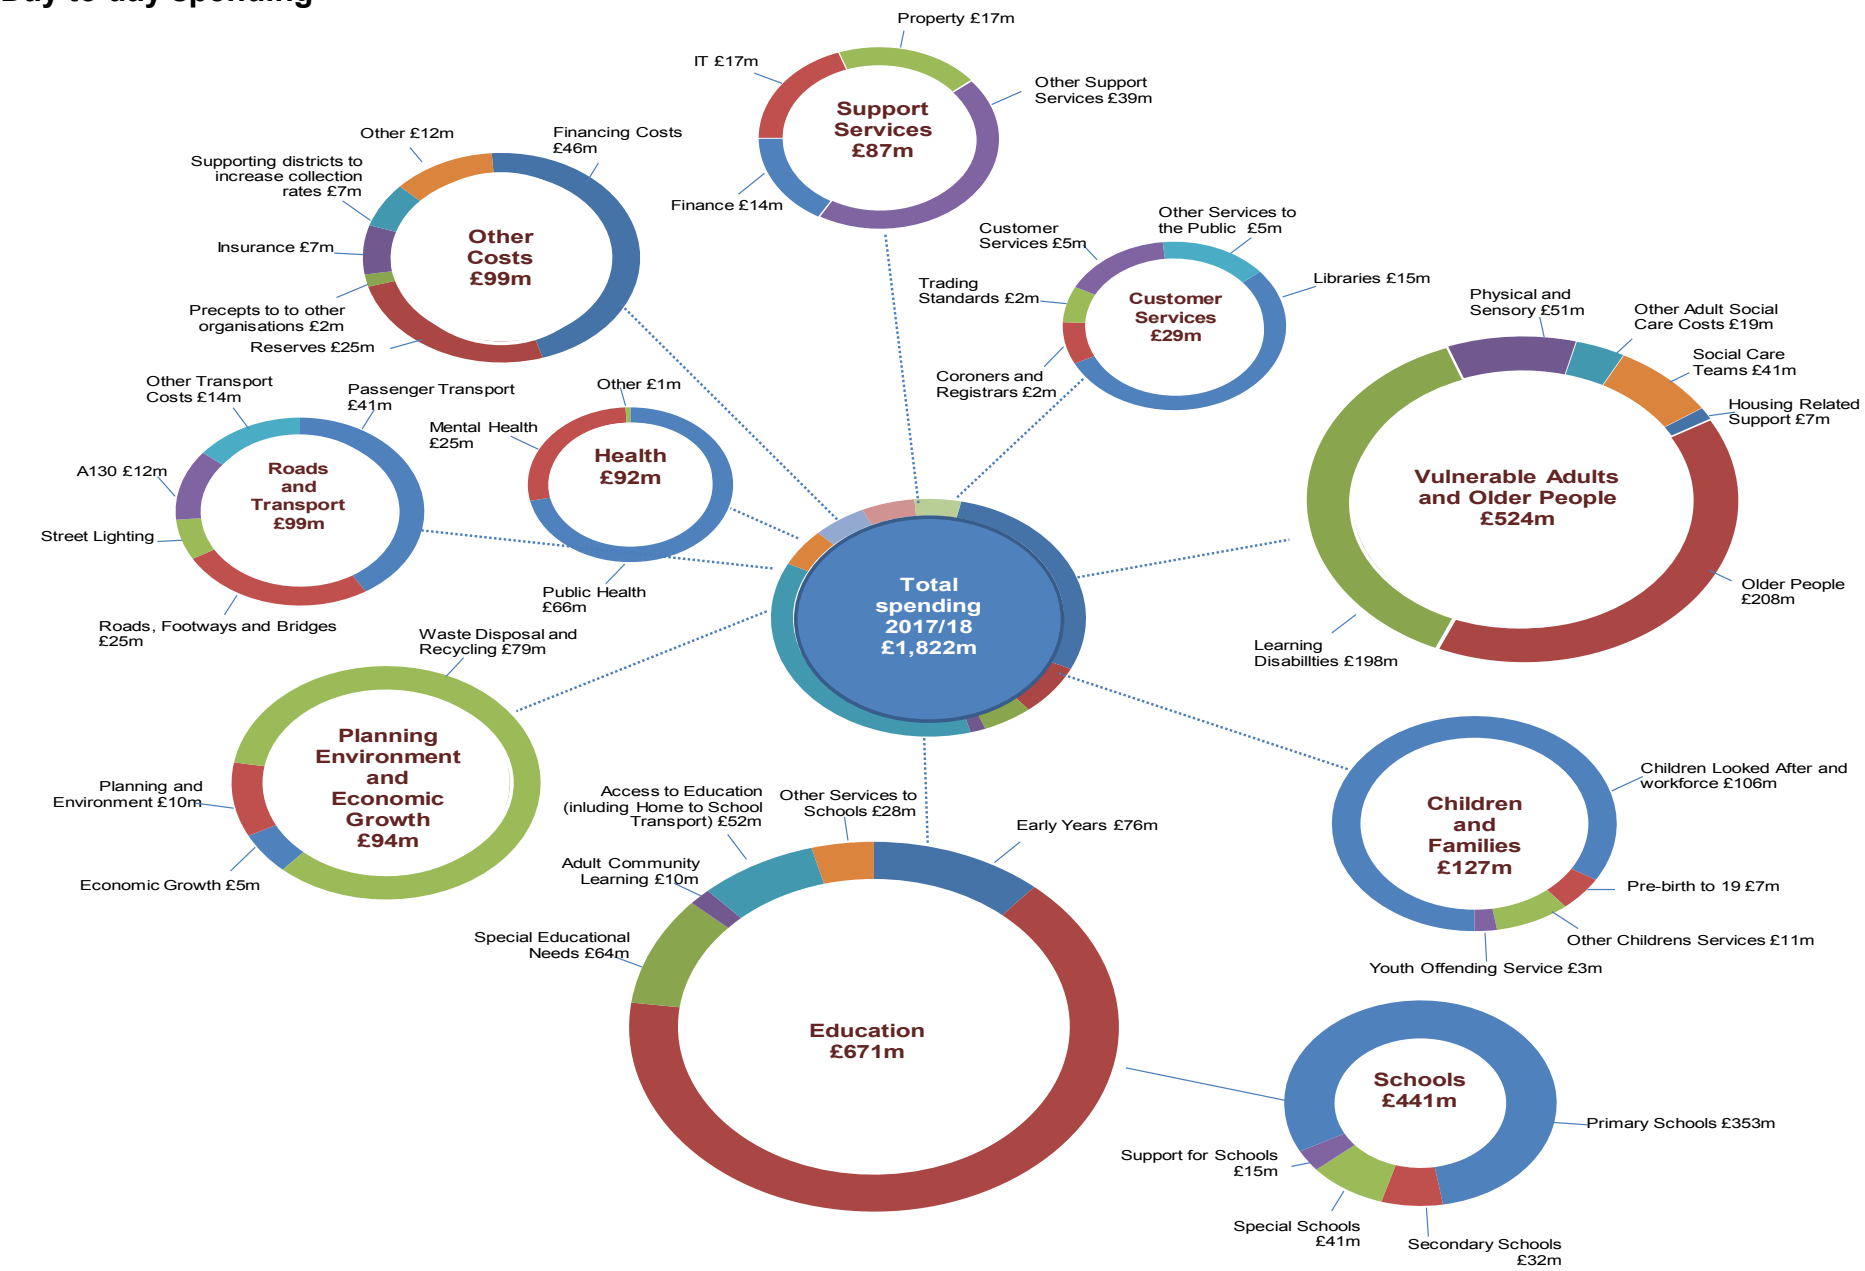 Day to day spending
Property £17m
IT £17m
Other Support
Services £39m
Support
Services
£87m
Finance £14m
Other £12m
Financing Costs
£46m
Supporting districts to
increase collection
rates £7m
Insurance £7m
Other
Costs
£99m
Precepts to to other
organisations £2m
Reserves £25m
Customer
Services £5m
Other Services to
the Public £5m
Libraries £15m
Trading
Standards £2m
Customer
Services
£29m
Coroners and
Registrars £2m
Physical and
Sensory £51m
Other Adult Social
Care Costs £19m
Social Care
Teams £41m
Housing Related
Support £7m
Vulnerable Adults
and Older People
£524m
Older People
£208m
Learning
Disabillties £198m
Other Transport
Costs £14m
Passenger Transport
£41m
A130 £12m
Roads
and
Transport
£99m
Street Lighting
Roads, Footways and Bridges
£25m
Other £1m
Mental Health
£25m
Health
£92m
Public Health
£66m
Total
spending
2017/18
£1,822m
Waste Disposal and
Recycling £79m
Planning
Environment
and
Economic
Growth
£94m
Planning and
Environment £10m
Economic Growth £5m
Children Looked After and
workforce £106m
Children
and
Families
£127m
Pre-birth to 19 £7m
Other Childrens Services £11m
Youth Offending Service £3m
Access to Education
(inluding Home to School
Transport) £52m
Other Services to
Schools £28m
Early Years £76m
Adult Community
Learning £10m
Special Educational
Needs £64m
Education
£671m
Schools
£441m
Primary Schools £353m
Support for Schools
£15m
Special Schools
£41m
Secondary Schools
£32m